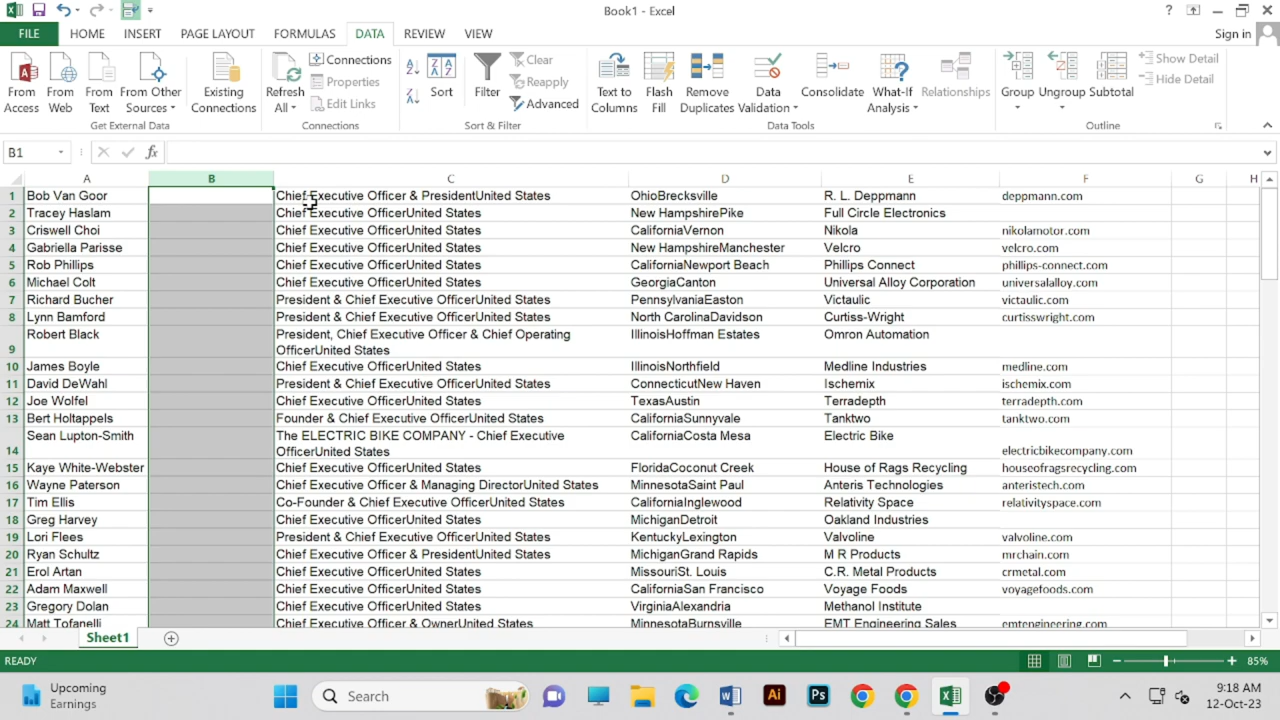 Book1 - Excel
?
FILE HOME INSERT PAGE LAYOUT FORMULAS DATA REVIEW VIEW Sign in
From Access
From Web
From Text
From Other Sources
Existing Connections
Get External Data
Refresh All
Connections
Properties
Edit Links
Connections
Sort
Filter
Clear
Reapply
Advanced
Sort & Filter
Text to Columns
Flash Fill
Remove Duplicates
Data Validation
Consolidate
What-If Analysis
Relationships
Data Tools
Group
Ungroup
Subtotal
Show Detail
Hide Detail
Outline
B1 fx
A B C D E F G H
1 Bob Van Goor Chief Executive Officer & PresidentUnited States OhioBrecksville R. L. Deppmann deppmann.com
2 Tracey Haslam Chief Executive OfficerUnited States New HampshirePike Full Circle Electronics
3 Criswell Choi Chief Executive OfficerUnited States CaliforniaVernon Nikola nikolamotor.com
4 Gabriella Parisse Chief Executive OfficerUnited States New HampshireManchester Velcro velcro.com
5 Rob Phillips Chief Executive OfficerUnited States CaliforniaNewport Beach Phillips Connect phillips-connect.com
6 Michael Colt Chief Executive OfficerUnited States GeorgiaCanton Universal Alloy Corporation universalalloy.com
7 Richard Bucher President & Chief Executive OfficerUnited States PennsylvaniaEaston Victaulic victaulic.com
8 Lynn Bamford President & Chief Executive OfficerUnited States North CarolinaDavidson Curtiss-Wright curtisswright.com
Robert Black President, Chief Executive Officer & Chief Operating IllinoisHoffman Estates Omron Automation
9 OfficerUnited States
10 James Boyle Chief Executive OfficerUnited States IllinoisNorthfield Medline Industries medline.com
11 David DeWahl President & Chief Executive OfficerUnited States ConnecticutNew Haven Ischemix ischemix.com
12 Joe Wolfel Chief Executive OfficerUnited States TexasAustin Terradepth terradepth.com
13 Bert Holtappels Founder & Chief Executive OfficerUnited States CaliforniaSunnyvale Tanktwo tanktwo.com
Sean Lupton-Smith The ELECTRIC BIKE COMPANY - Chief Executive CaliforniaCosta Mesa Electric Bike
14 OfficerUnited States electricbikecompany.com
15 Kaye White-Webster Chief Executive OfficerUnited States FloridaCoconut Creek House of Rags Recycling houseofragsrecycling.com
16 Wayne Paterson Chief Executive Officer & Managing DirectorUnited States MinnesotaSaint Paul Anteris Technologies anteristech.com
17 Tim Ellis Co-Founder & Chief Executive OfficerUnited States CaliforniaInglewood Relativity Space relativityspace.com
18 Greg Harvey Chief Executive OfficerUnited States MichiganDetroit Oakland Industries
19 Lori Flees President & Chief Executive OfficerUnited States KentuckyLexington Valvoline valvoline.com
20 Ryan Schultz Chief Executive Officer & PresidentUnited States MichiganGrand Rapids M R Products mrchain.com
21 Erol Artan Chief Executive OfficerUnited States MissouriSt. Louis C.R. Metal Products crmetal.com
22 Adam Maxwell Chief Executive OfficerUnited States CaliforniaSan Francisco Voyage Foods voyagefoods.com
23 Gregory Dolan Chief Executive OfficerUnited States VirginiaAlexandria Methanol Institute
24 Matt Tofanelli Chief Executive Officer & OwnerUnited States MinnesotaBurnsville EMT Engineering Sales emtengineering.com
Sheet1
READY 85%
Upcoming
Earnings
Search
Ai
Ps
9:18 AM
12-Oct-23